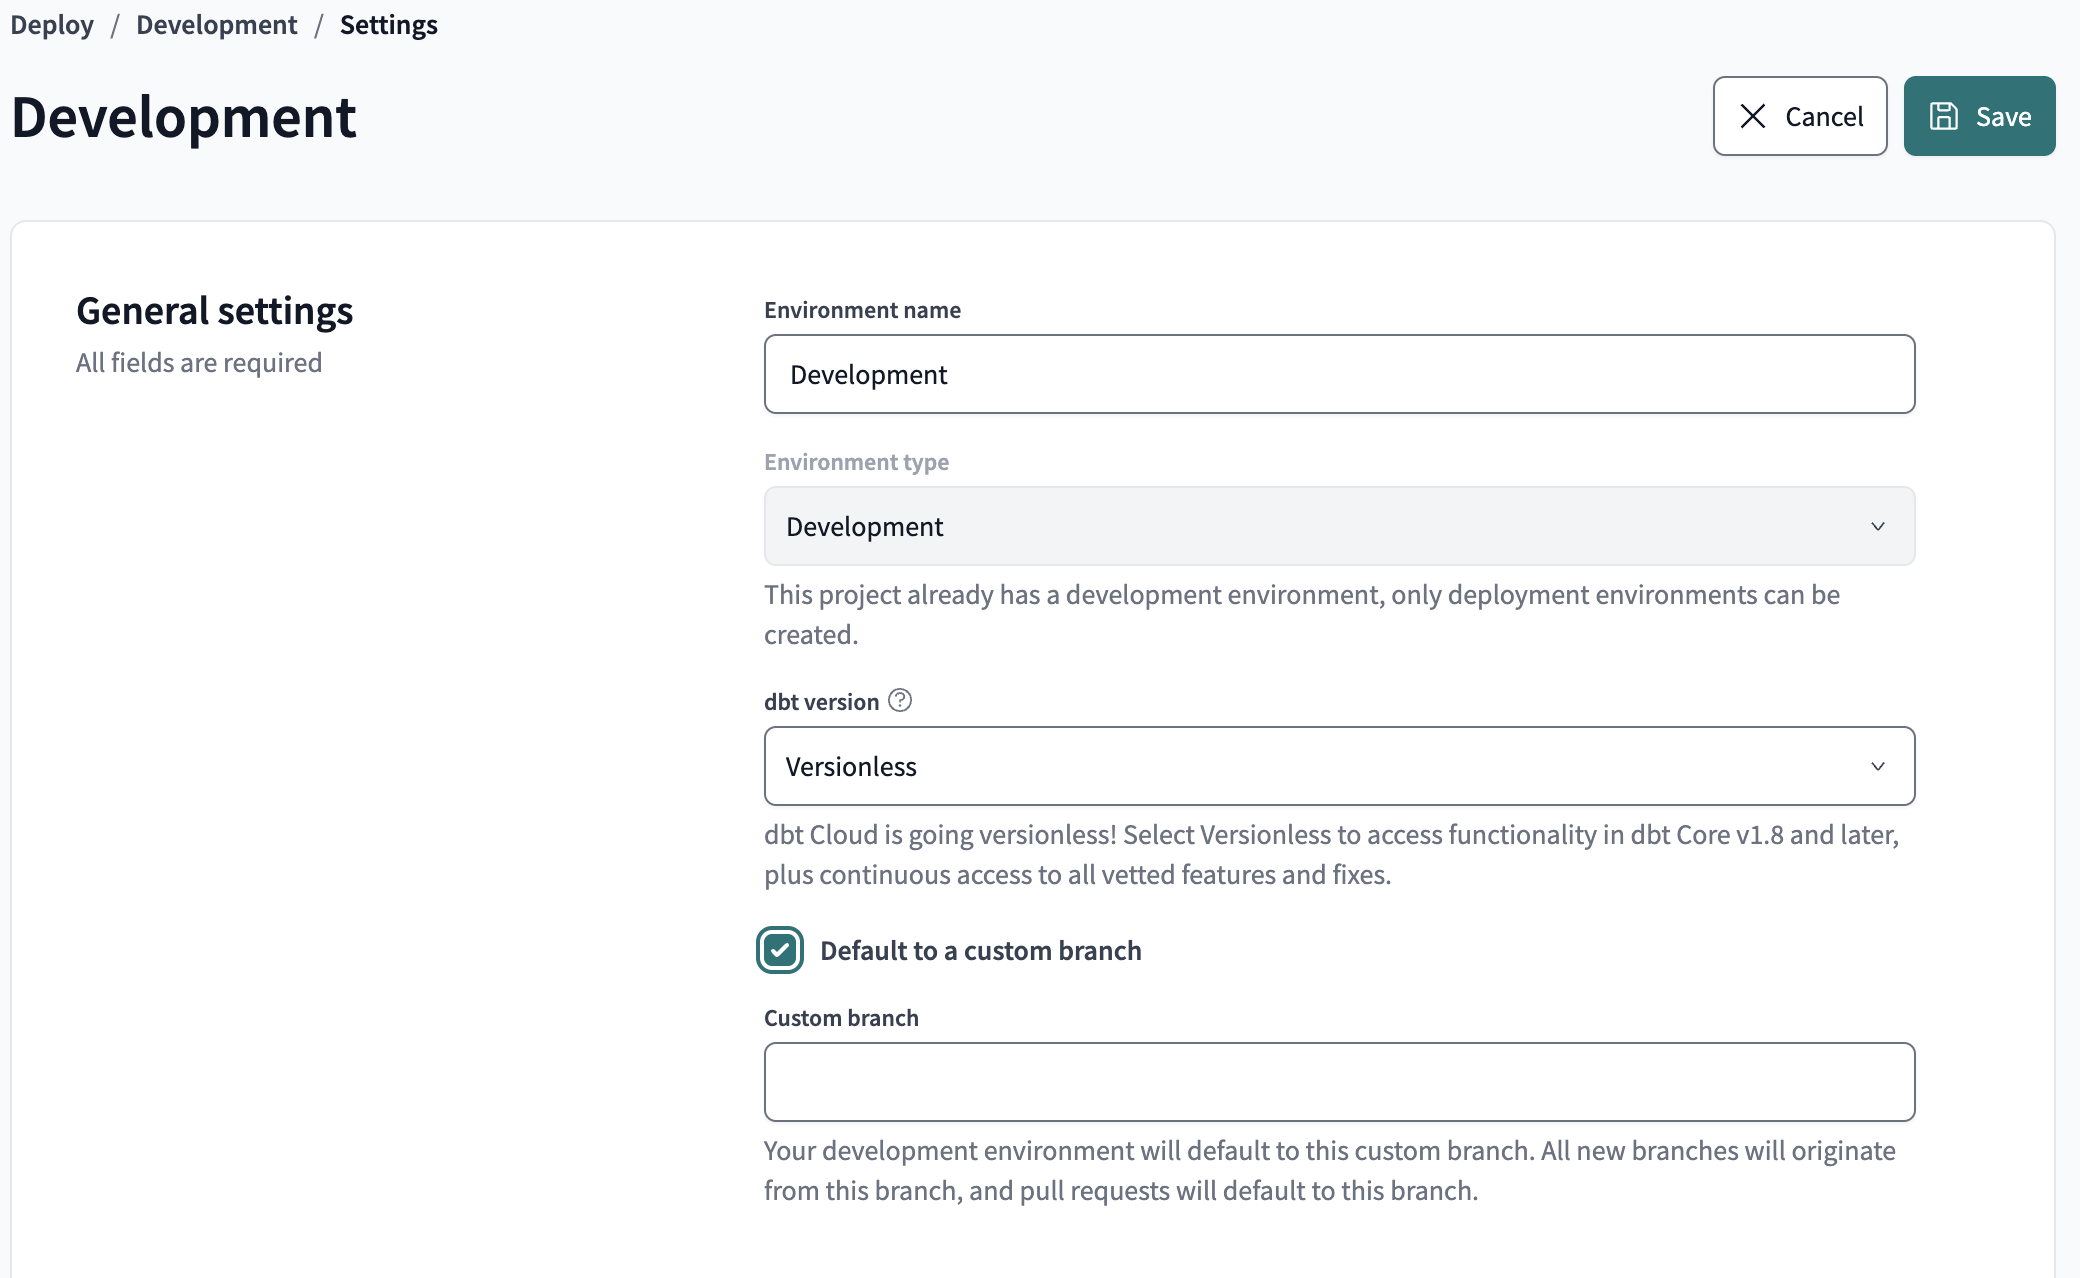 Deploy / Development / Settings
Development
Cancel
Save
General settings
All fields are required
Environment name
Development
Environment type
Development
This project already has a development environment, only deployment environments can be
created.
dbt version
Versionless
dbt Cloud is going versionless! Select Versionless to access functionality in dbt Core v1.8 and later,
plus continuous access to all vetted features and fixes.
Default to a custom branch
Custom branch
Your development environment will default to this custom branch. All new branches will originate
from this branch, and pull requests will default to this branch.